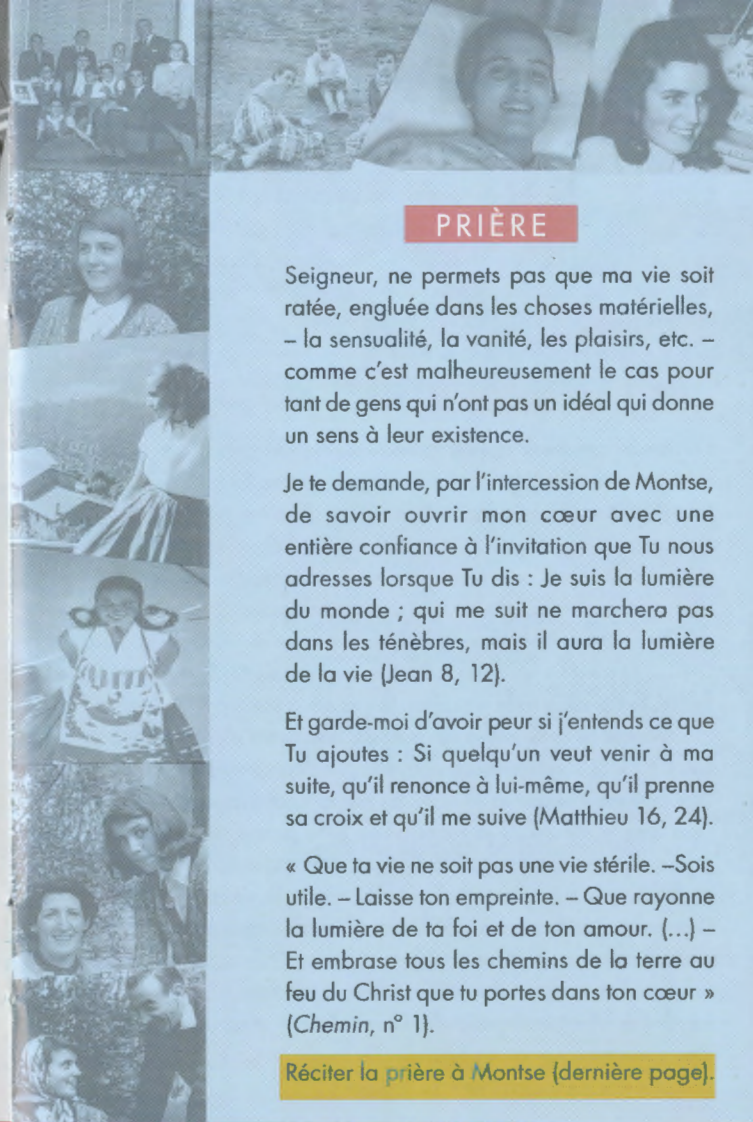 PRIÈRE
Seigneur, ne permets pas que ma vie soit
ratée, engluée dans les choses matérielles,
– la sensualité, la vanité, les plaisirs, etc. –
comme c'est malheureusement le cas pour
tant de gens qui n'ont pas un idéal qui donne
un sens à leur existence.
Je te demande, par l'intercession de Montse,
de savoir ouvrir mon cœur avec une
entière confiance à l'invitation que Tu nous
adresses lorsque Tu dis : Je suis la lumière
du monde ; qui me suit ne marchera pas
dans les ténèbres, mais il aura la lumière
de la vie (Jean 8, 12).
Et garde-moi d'avoir peur si j'entends ce que
Tu ajoutes : Si quelqu'un veut venir à ma
suite, qu'il renonce à lui-même, qu'il prenne
sa croix et qu'il me suive (Matthieu 16, 24).
« Que ta vie ne soit pas une vie stérile. –Sois
utile. – Laisse ton empreinte. – Que rayonne
la lumière de ta foi et de ton amour. (...) –
Et embrase tous les chemins de la terre au
feu du Christ que tu portes dans ton cœur »
(Chemin, n° 1).
Réciter la prière à Montse (dernière page).